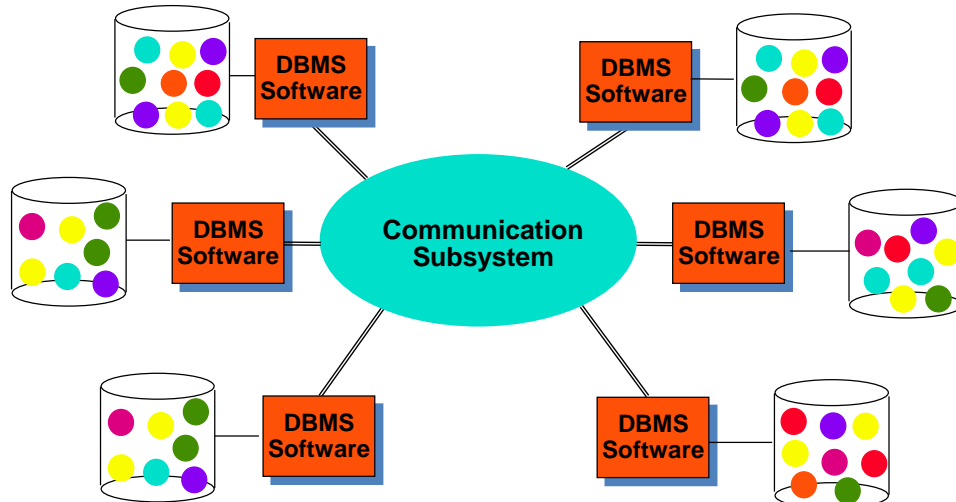 DBMS
Software
DBMS
Software
DBMS
Software
Communication
Subsystem
DBMS
Software
DBMS
Software
DBMS
Software